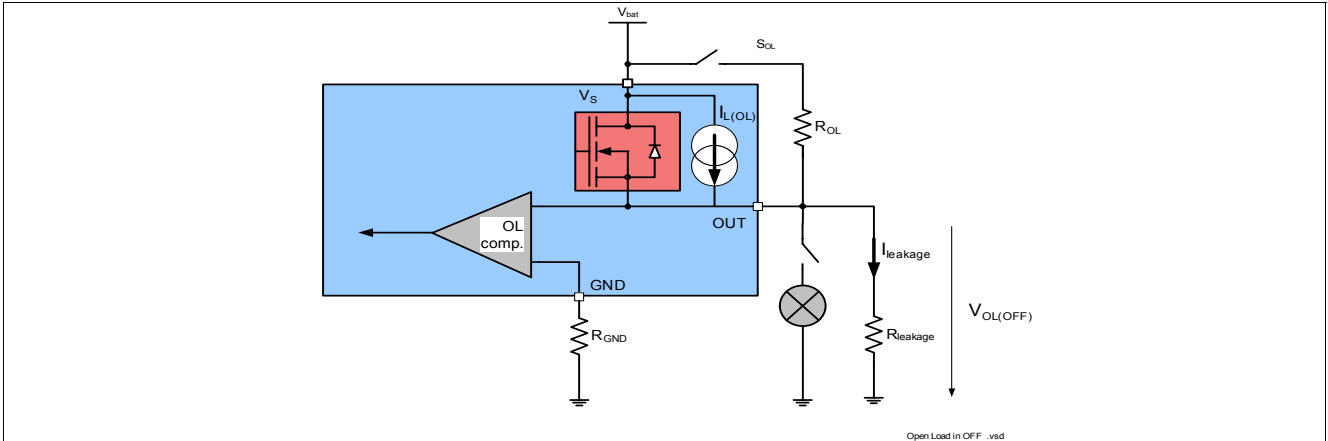 Vbat
SOL
VS
IL(OL)
ROL
OUT
OL
comp.
Ileakage
GND
VOL(OFF)
RGND
Rleakage
Open Load in OFF .vsd